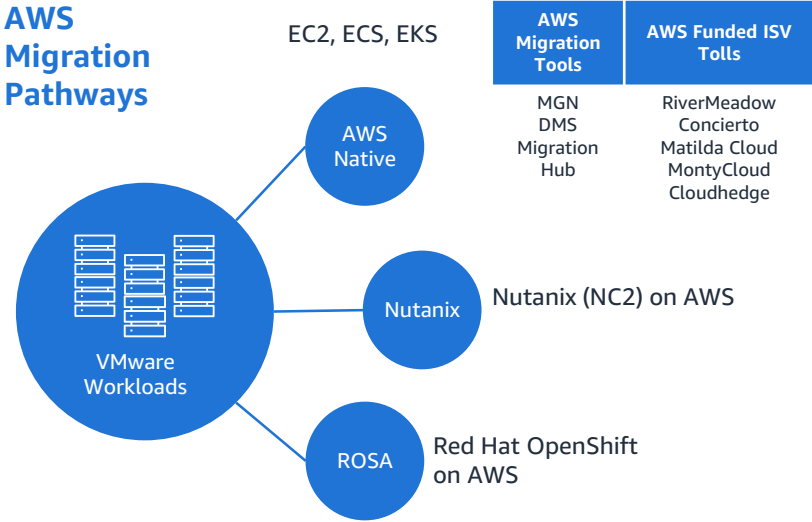 AWS
Migration
Pathways
EC2, ECS, EKS
AWS
Migration
Tools
AWS Funded ISV
Tolls
MGN
DMS
Migration
Hub
RiverMeadow
Concierto
Matilda Cloud
MontyCloud
Cloudhedge
AWS
Native
VMware
Workloads
Nutanix
Nutanix (NC2) on AWS
ROSA
Red Hat OpenShift
on AWS